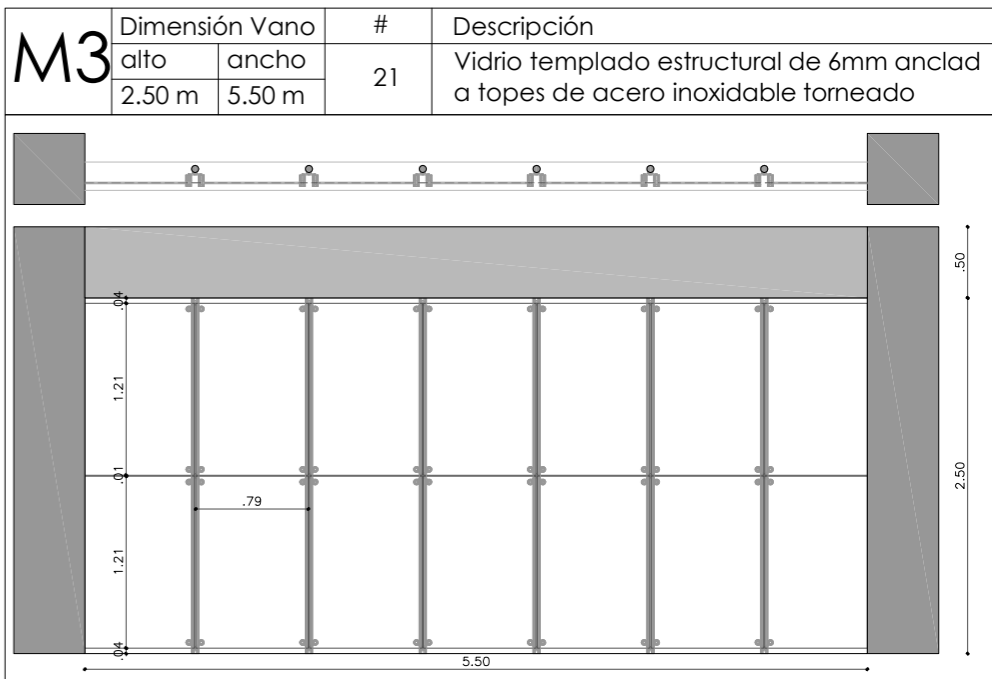 M3
Dimensión Vano
#
Descripción
alto
ancho
21
Vidrio templado estructural de 6mm anclad
a topes de acero inoxidable torneado
2.50 m
5.50 m
.50
.04
1.21
2.50
.01
.79
1.21
.04
5.50